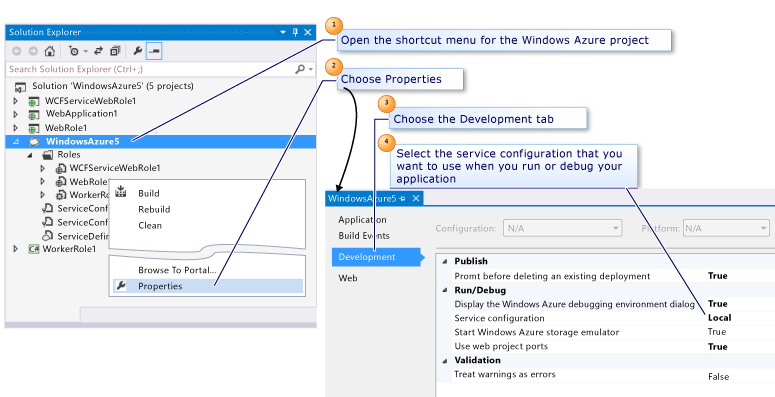 Solution Explorer
Search Solution Explorer (Ctrl+;)
Solution 'WindowsAzure5' (5 projects)
WCFServiceWebRole1
WebApplication1
WebRole1
WindowsAzure5
Roles
WCFServiceWebRole1
WebRole
WorkerRo
ServiceConf
ServiceConf
ServiceDefin
C# WorkerRole1
Build
Rebuild
Clean
Browse To Portal...
Properties
1
Open the shortcut menu for the Windows Azure project
2
Choose Properties
3
Choose the Development tab
4
Select the service configuration that you
want to use when you run or debug your
application
WindowsAzure5
Application
Build Events
Development
Web
Configuration: N/A Platform: N/A
Publish
Promt before deleting an existing deployment True
Run/Debug
Display the Windows Azure debugging environment dialog True
Service configuration Local
Start Windows Azure storage emulator True
Use web project ports True
Validation
Treat warnings as errors False